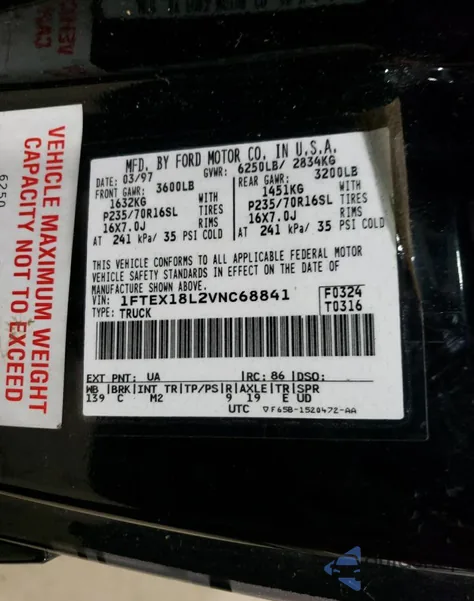 VEHICLE MAXIMUM WEIGHT
CAPACITY NOT TO EXCEED
6250
MFD. BY FORD MOTOR CO. IN U.S.A.
DATE: 03/97 GVWR: 6250LB/ 2834KG
FRONT GAWR: 3600LB REAR GAWR: 3200LB
1632KG WITH 1451KG WITH
P235/70R16SL TIRES P235/70R16SL TIRES
16X7.0J RIMS 16X7.0J RIMS
AT 241 kPa/ 35 PSI COLD AT 241 kPa/ 35 PSI COLD
THIS VEHICLE CONFORMS TO ALL APPLICABLE FEDERAL MOTOR
VEHICLE SAFETY STANDARDS IN EFFECT ON THE DATE OF
MANUFACTURE SHOWN ABOVE.
VIN: 1FTEX18L2VNC68841 F0324
TYPE: TRUCK T0316
EXT PNT: UA |RC: 86 |DSO:
WB |BRK|INT TR|TP/PS|R|AXLE|TR|SPR
139 C M2 9 19 E UD
UTC ▽F65B-1520472-AA